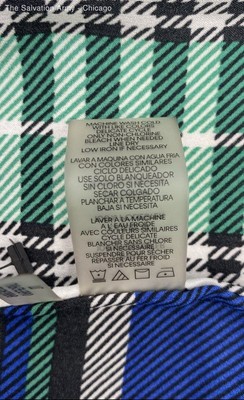 The Salvation Army - Chicago
MACHINE WASH COLD
WITH LIKE COLORS
DELICATE CYCLE
ONLY NON-CHLORINE
BLEACH WHEN NEEDED
LINE DRY
LOW IRON IF NECESSARY
LAVAR A MAQUINA CON AGUA FRIA
CON COLORES SIMILARES
CICLO DELICADO
USE SOLO BLANQUEADOR
SIN CLORO SI NECESITA
SECAR COLGADO
PLANCHAR A TEMPERATURA
BAJA SI NECESITA
LAVER A LA MACHINE
A L'EAU FROIDE
AVEC COULEURS SIMILAIRES
CYCLE DELICATE
BLANCHIR SANS CHLORE
SI NECESSAIRE
SUSPENDRE POUR SECHER
REPASSER AU FER FROID
SI NECESSAIRE